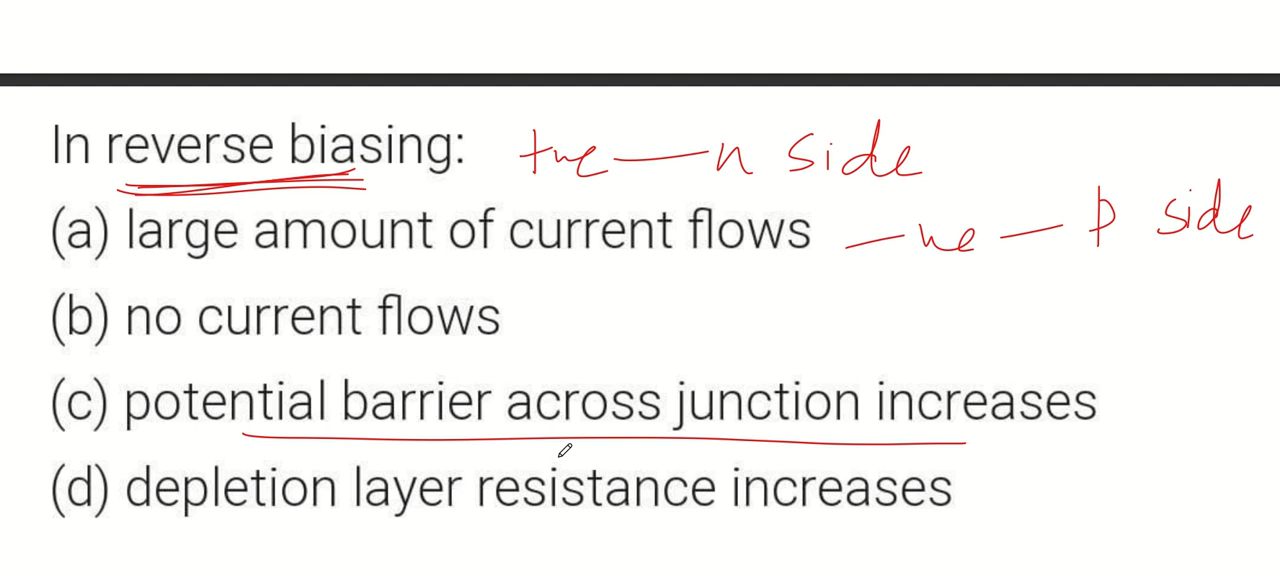 In reverse biasing: +ve — n side
(a) large amount of current flows -ve — p side
(b) no current flows
(c) potential barrier across junction increases
(d) depletion layer resistance increases